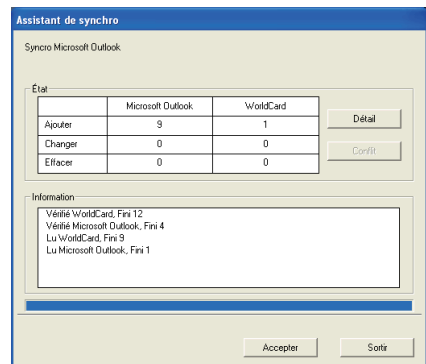 Assistant de synchro
Syncro Microsoft Outlook
État
Microsoft Outlook WorldCard
Ajouter 9 1
Changer 0 0
Effacer 0 0
Détail
Conflit
Information
Vérifié WorldCard, Fini 12
Vérifié Microsoft Outlook, Fini 4
Lu WorldCard, Fini 9
Lu Microsoft Outlook, Fini 1
Accepter Sortir